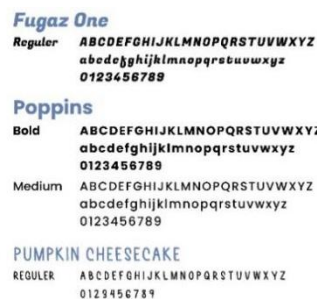 Fugaz One
Reguler ABCDEFGHIJKLMNOPQRSTUVWXYZ
abcdefghijklmnopqrstuvwxyz
0123456789
Poppins
Bold ABCDEFGHIJKLMNOPQRSTUVWXYZ
abcdefghijklmnopqrstuvwxyz
0123456789
Medium ABCDEFGHIJKLMNOPQRSTUVWXYZ
abcdefghijklmnopqrstuvwxyz
0123456789
PUMPKIN CHEESECAKE
REGULER ABCDEFGHIJKLMNOPQRSTUVWXYZ
0123456789